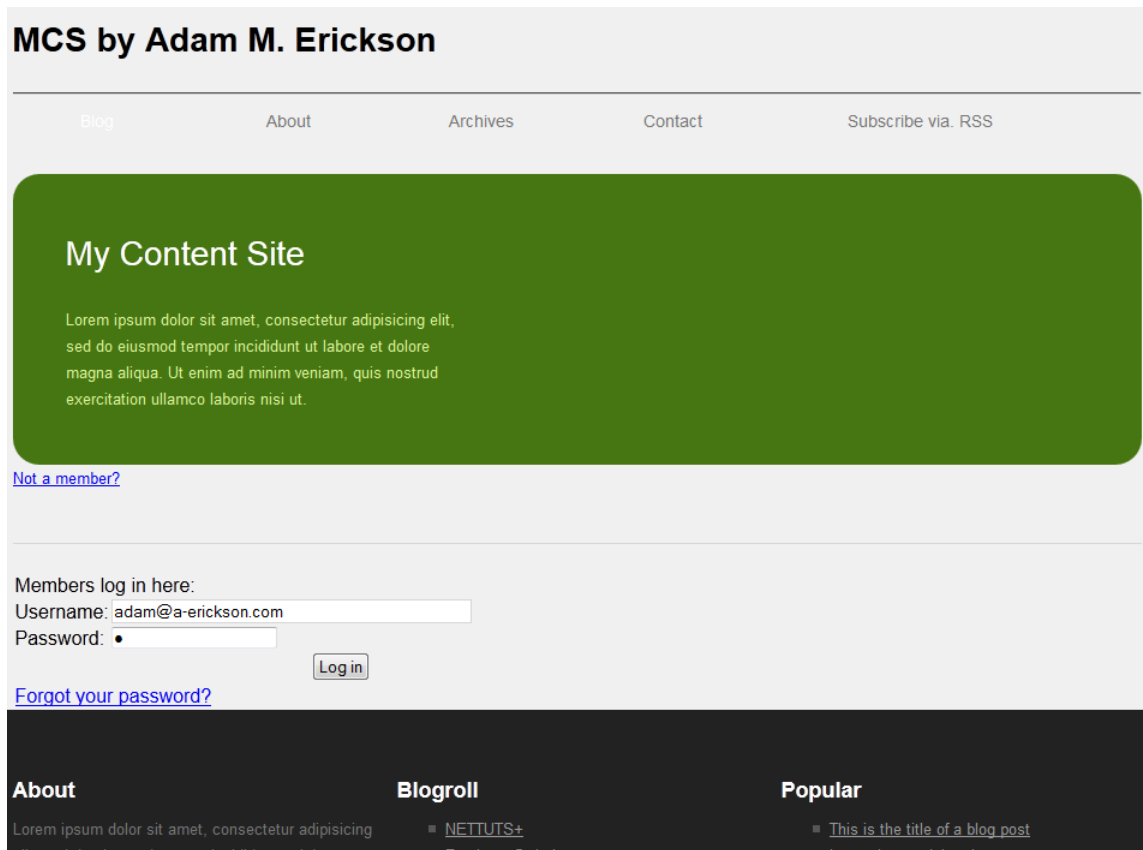 MCS by Adam M. Erickson
Blog About Archives Contact Subscribe via. RSS
My Content Site
Lorem ipsum dolor sit amet, consectetur adipisicing elit,
sed do eiusmod tempor incididunt ut labore et dolore
magna aliqua. Ut enim ad minim veniam, quis nostrud
exercitation ullamco laboris nisi ut.
Not a member?
Members log in here:
Username: adam@a-erickson.com
Password: •
Log in
Forgot your password?
About Blogroll Popular
Lorem ipsum dolor sit amet, consectetur adipisicing
NETTUTS+
This is the title of a blog post